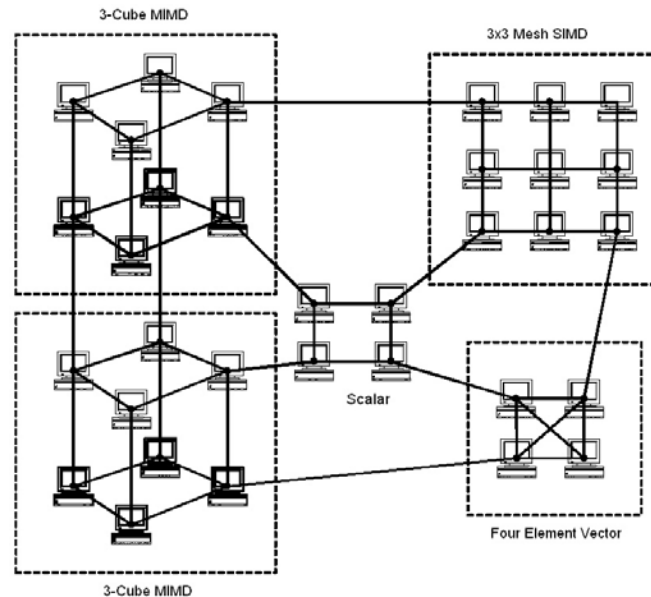 3-Cube MIMD
3x3 Mesh SIMD
Scalar
Four Element Vector
3-Cube MIMD